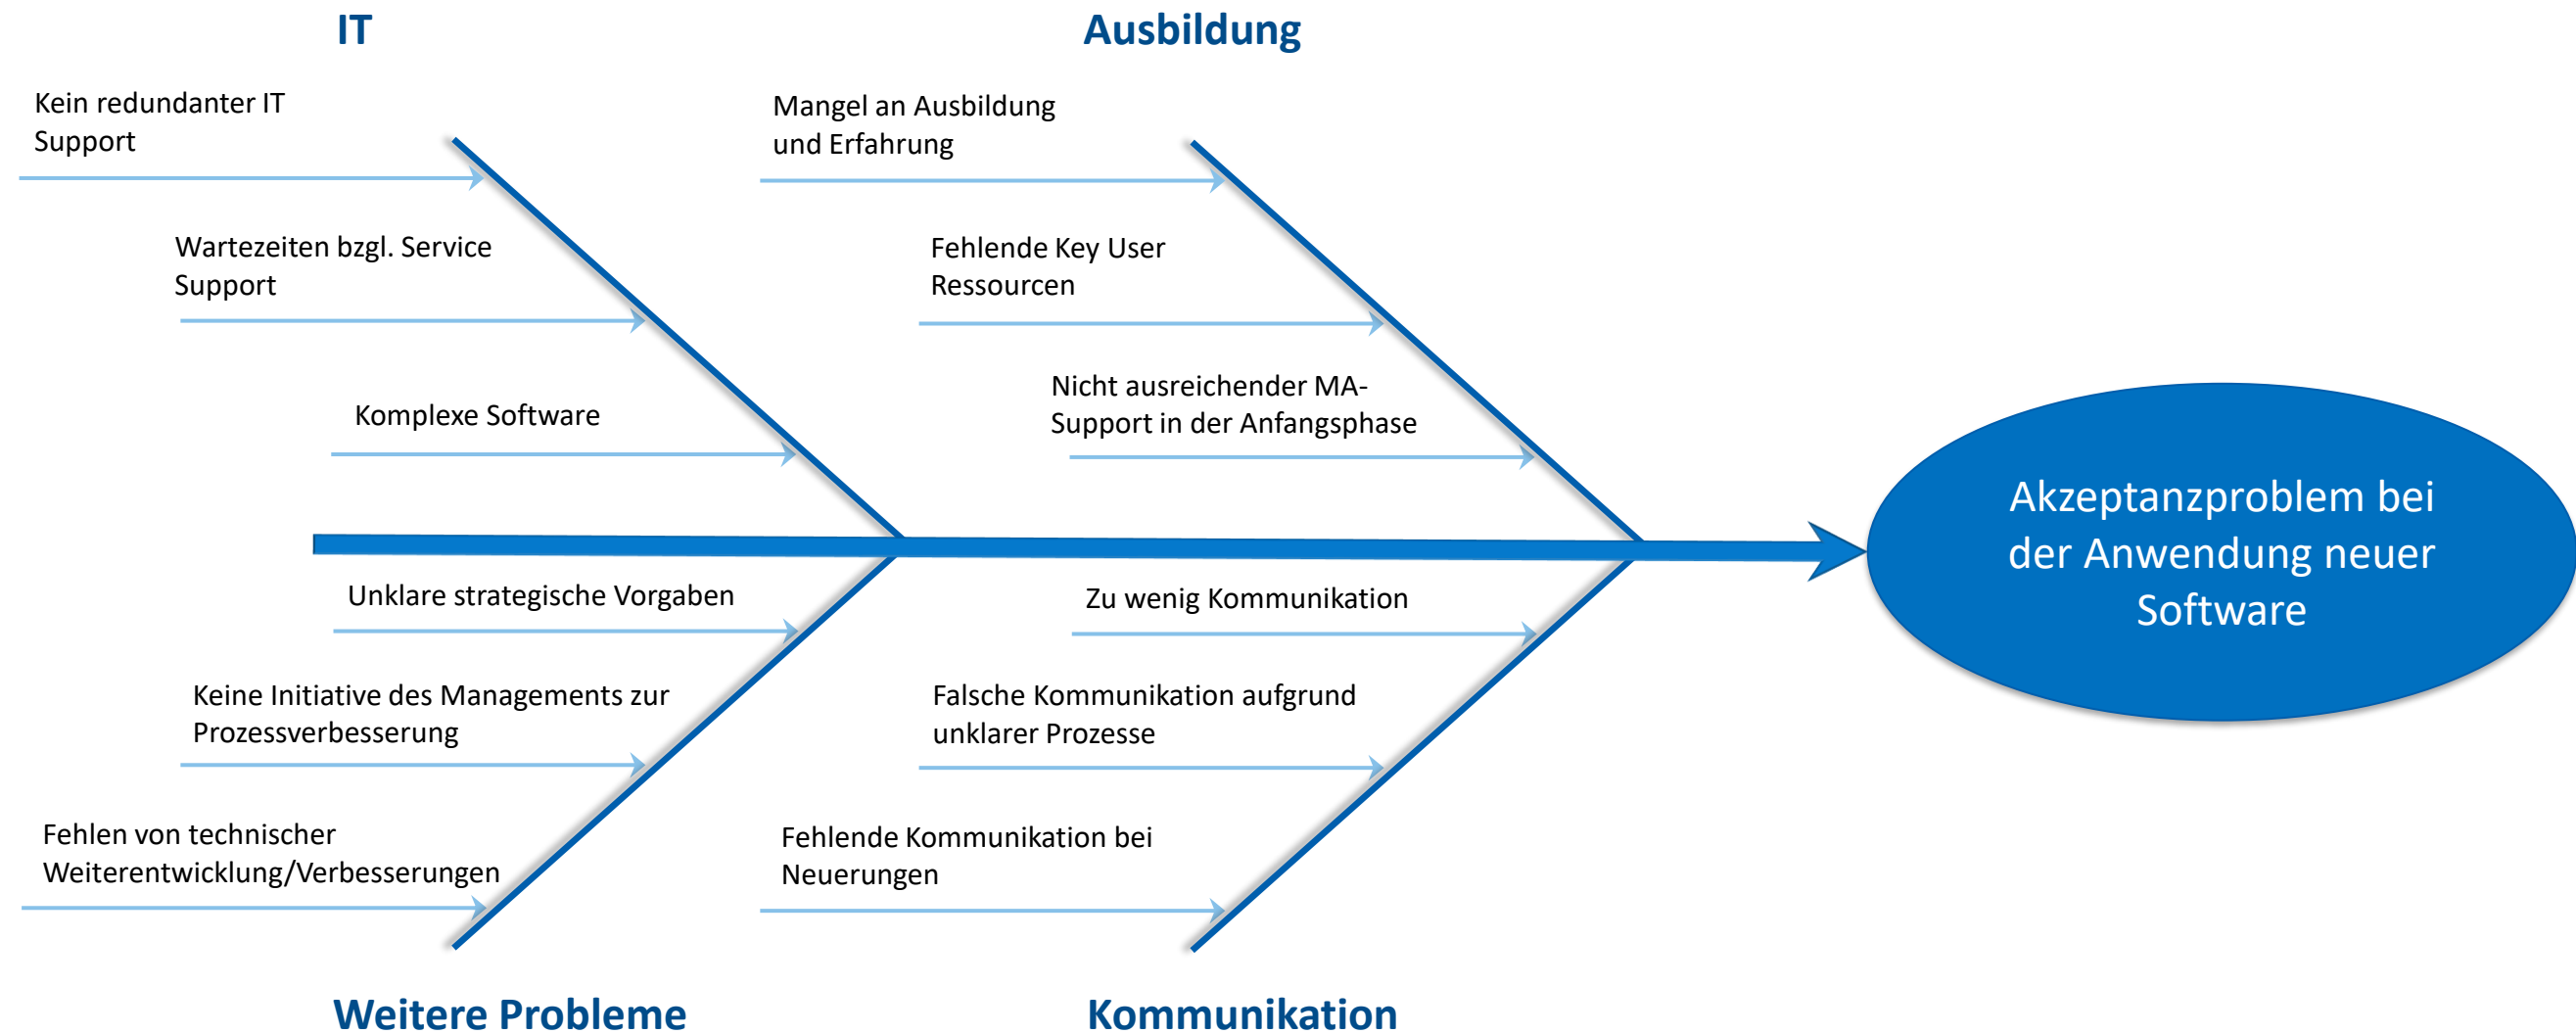 IT
Ausbildung
Kein redundanter IT
Support
Mangel an Ausbildung
und Erfahrung
Wartezeiten bzgl. Service
Support
Fehlende Key User
Ressourcen
Komplexe Software
Nicht ausreichender MA-
Support in der Anfangsphase
Akzeptanzproblem bei
der Anwendung neuer
Software
Unklare strategische Vorgaben
Zu wenig Kommunikation
Keine Initiative des Managements zur
Prozessverbesserung
Falsche Kommunikation aufgrund
unklarer Prozesse
Fehlen von technischer
Weiterentwicklung/Verbesserungen
Fehlende Kommunikation bei
Neuerungen
Weitere Probleme
Kommunikation